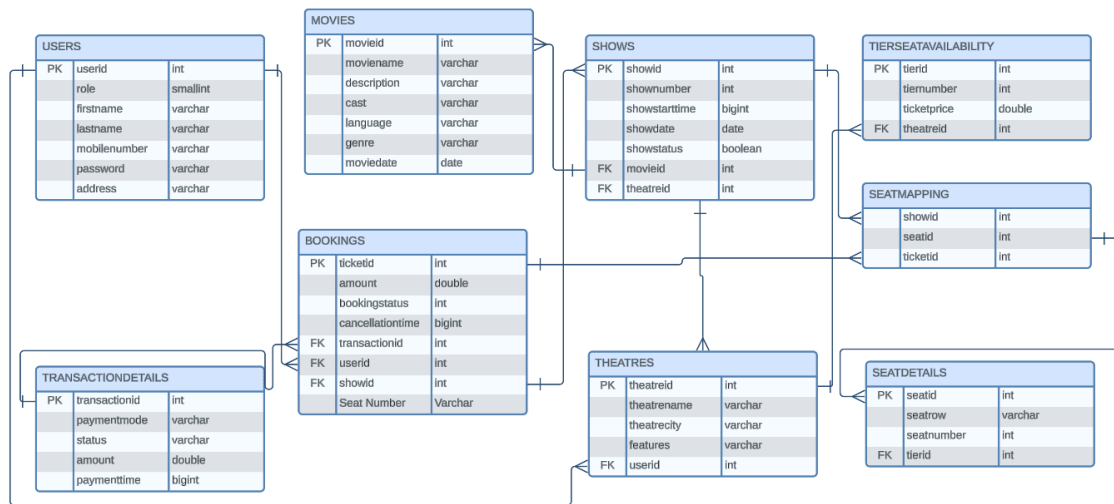 USERS
PK userid int
role smallint
firstname varchar
lastname varchar
mobilenumber varchar
password varchar
address varchar
MOVIES
PK movieid int
moviename varchar
description varchar
cast varchar
language varchar
genre varchar
moviedate date
SHOWS
PK showid int
shownumber int
showstarttime bigint
showdate date
showstatus boolean
FK movieid int
FK theatreid int
TIERSEATAVAILABILITY
PK tierid int
tiernumber int
ticketprice double
FK theatreid int
SEATMAPPING
showid int
seatid int
ticketid int
BOOKINGS
PK ticketid int
amount double
bookingstatus int
cancellationtime bigint
FK transactionid int
FK userid int
FK showid int
Seat Number Varchar
TRANSACTIONDETAILS
PK transactionid int
paymentmode varchar
status varchar
amount double
paymenttime bigint
THEATRES
PK theatreid int
theatrename varchar
theatrecity varchar
features varchar
FK userid int
SEATDETAILS
PK seatid int
seatrow varchar
seatnumber int
FK tierid int